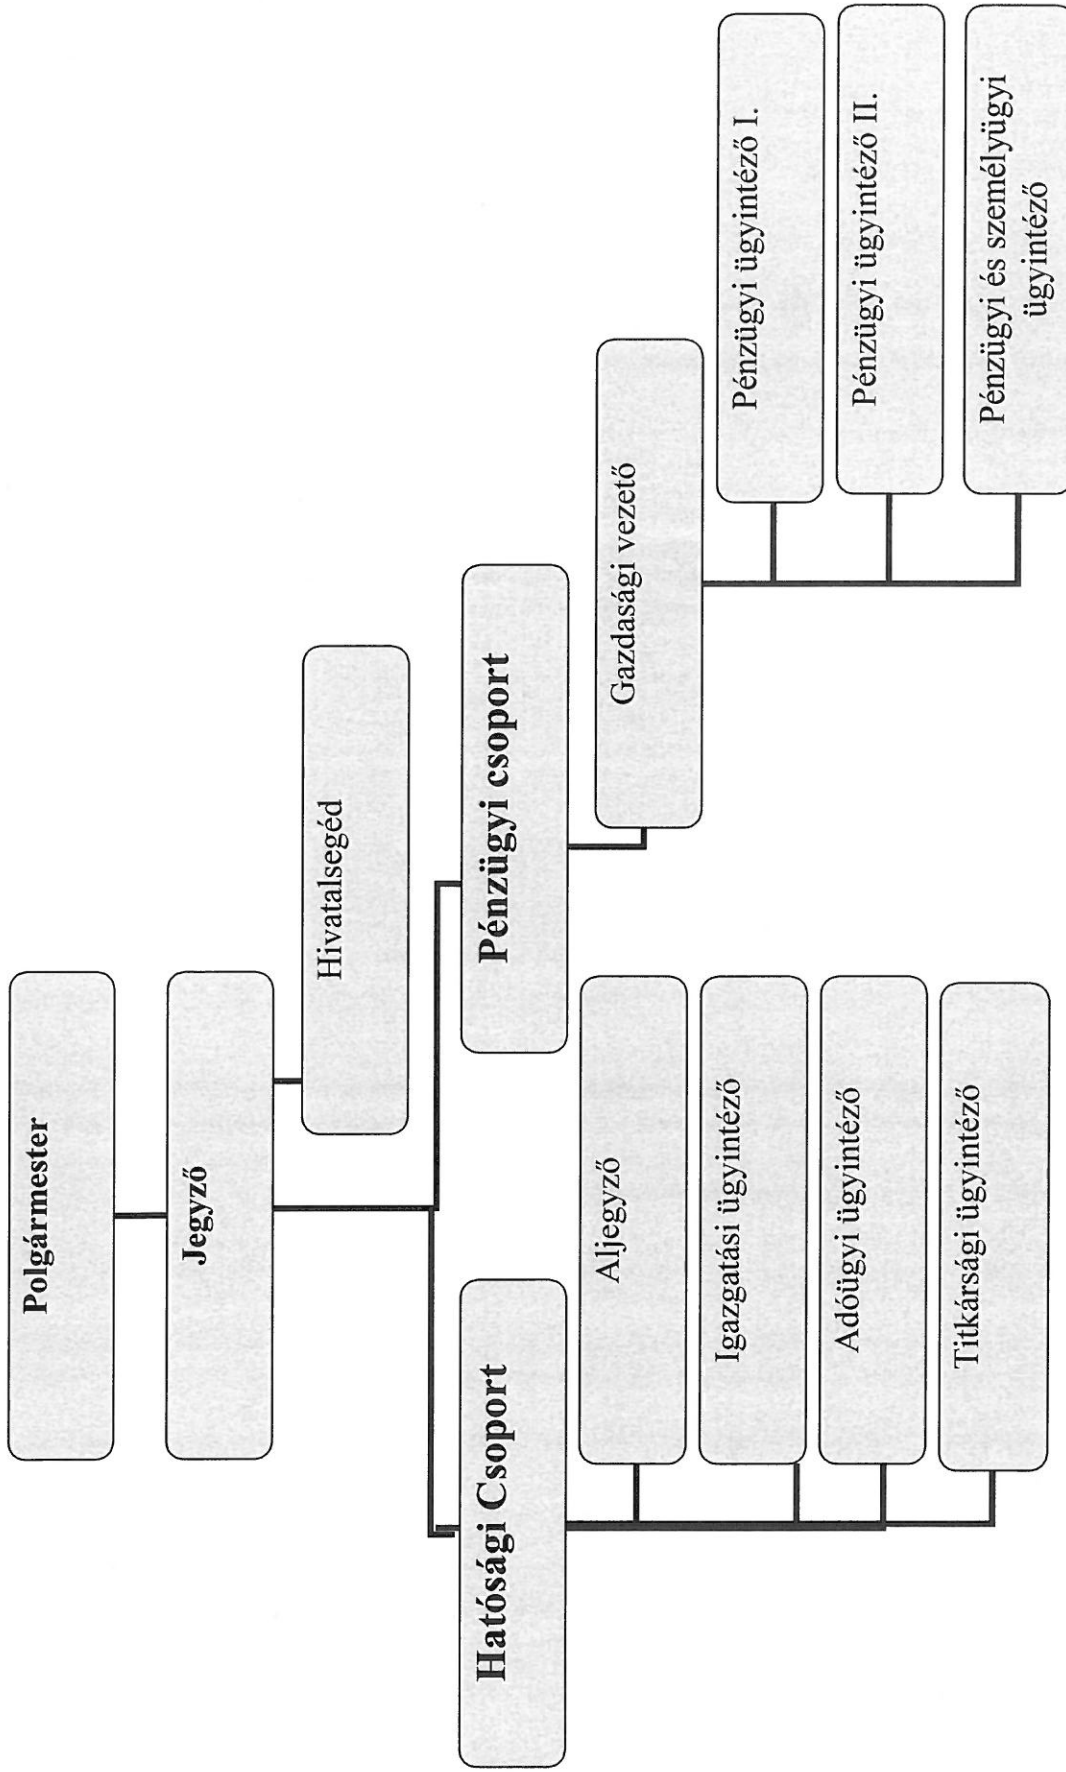 Polgármester
Jegyző
Hivatalsegéd
Hatósági Csoport
Pénzügyi csoport
Aljegyző
Igazgatási ügyintéző
Adóügyi ügyintéző
Titkársági ügyintéző
Gazdasági vezető
Pénzügyi ügyintéző I.
Pénzügyi ügyintéző II.
Pénzügyi és személyügyi
ügyintéző